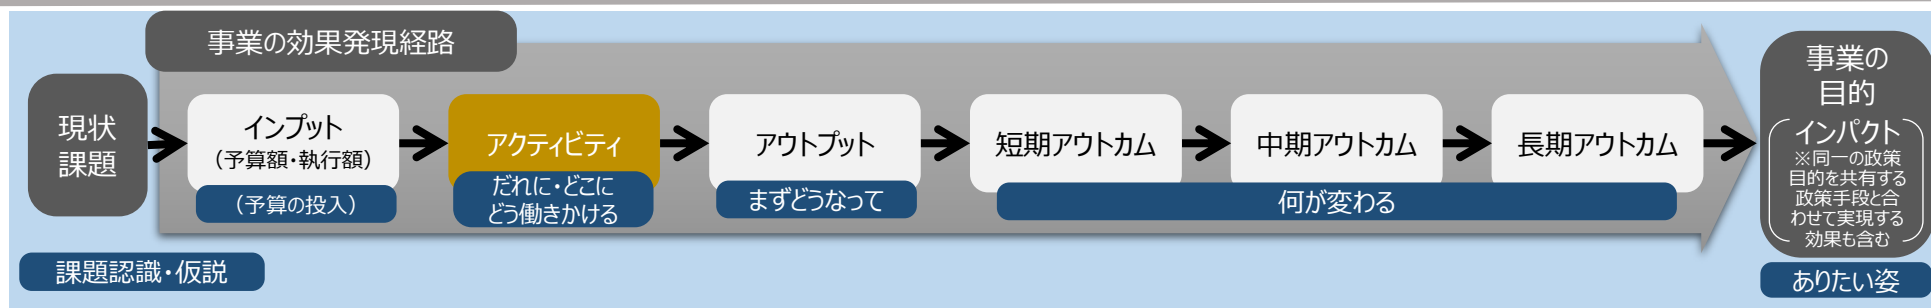 事業の効果発現経路
現状
課題
インプット
（予算額・執行額）
（予算の投入）
アクティビティ
だれに・どこに
どう働きかける
アウトプット
まずどうなって
短期アウトカム
中期アウトカム
長期アウトカム
何が変わる
事業の
目的
インパクト
※同一の政策
目的を共有する
政策手段と合
わせて実現する
効果も含む
課題認識・仮説
ありたい姿